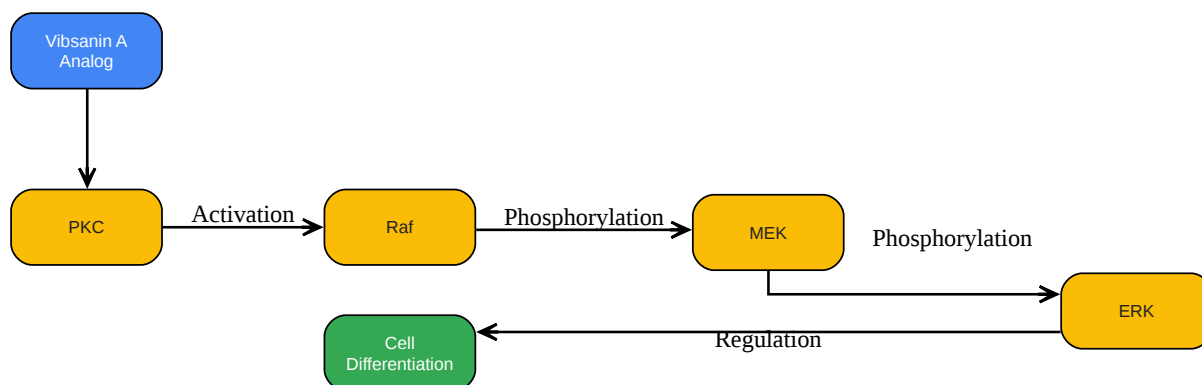 Vibsanin A
Analog
PKC
Activation
Raf
Phosphorylation
MEK
Phosphorylation
ERK
Regulation
Cell
Differentiation